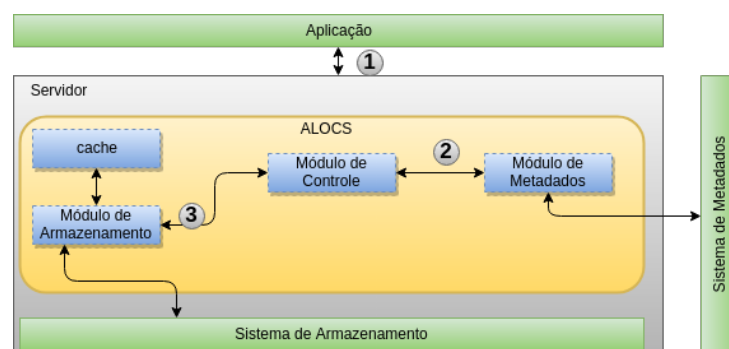 Aplicação
1
Servidor
ALOCS
cache
Módulo de
Controle
2
Módulo de
Metadados
Módulo de
Armazenamento
3
Sistema de Armazenamento
Sistema de Metadados